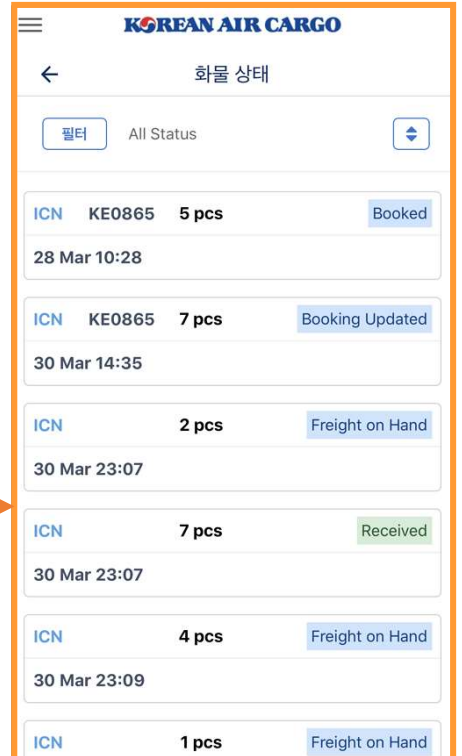 KOREAN AIR CARGO
화물 상태
필터 All Status
ICN KE0865 5 pcs Booked
28 Mar 10:28
ICN KE0865 7 pcs Booking Updated
30 Mar 14:35
ICN 2 pcs Freight on Hand
30 Mar 23:07
ICN 7 pcs Received
30 Mar 23:07
ICN 4 pcs Freight on Hand
30 Mar 23:09
ICN 1 pcs Freight on Hand